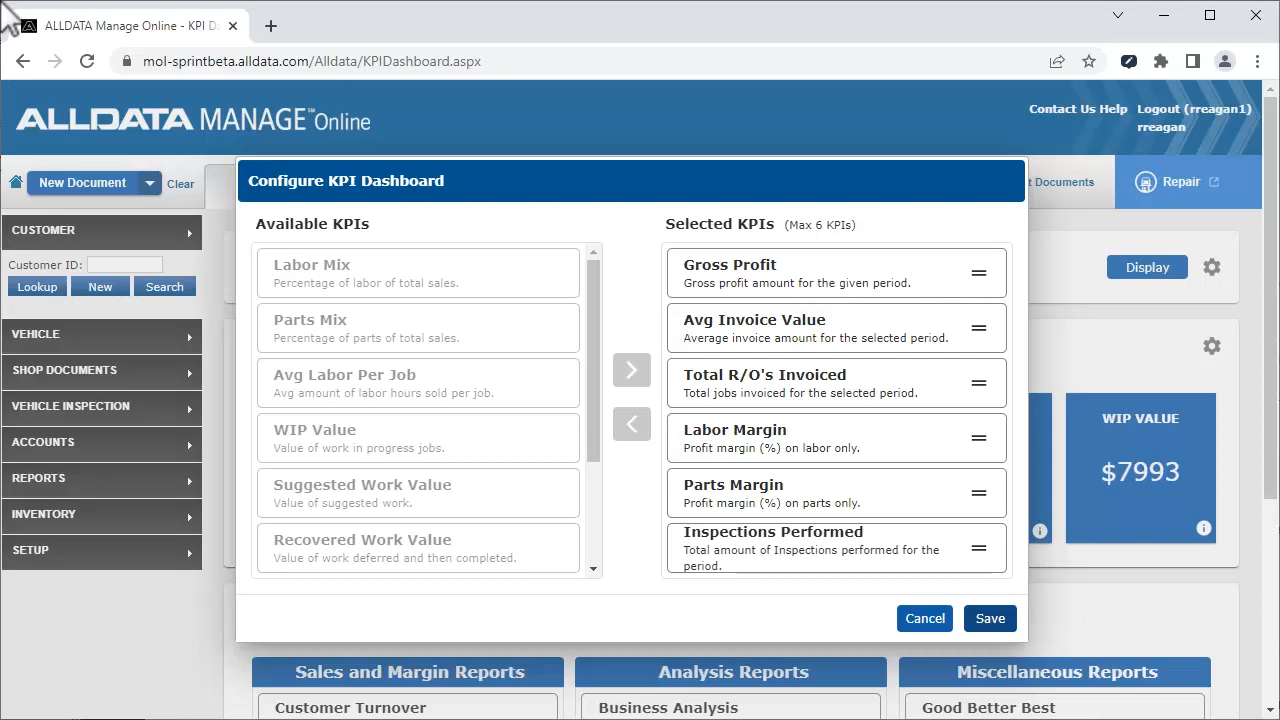 ALLDATA Manage Online - KPI Da
mol-sprintbeta.alldata.com/Alldata/KPIDashboard.aspx
ALLDATA MANAGE Online
SM
Contact Us Help Logout (rreagan1)
rreagan
New Document Clear
t Documents
Repair
CUSTOMER
Customer ID:
Lookup New Search
VEHICLE
SHOP DOCUMENTS
VEHICLE INSPECTION
ACCOUNTS
REPORTS
INVENTORY
SETUP
Configure KPI Dashboard
Available KPIs
Labor Mix
Percentage of labor of total sales.
Parts Mix
Percentage of parts of total sales.
Avg Labor Per Job
Avg amount of labor hours sold per job.
WIP Value
Value of work in progress jobs.
Suggested Work Value
Value of suggested work.
Recovered Work Value
Value of work deferred and then completed.
Selected KPIs (Max 6 KPIs)
Gross Profit
Gross profit amount for the given period.
Avg Invoice Value
Average invoice amount for the selected period.
Total R/O's Invoiced
Total jobs invoiced for the selected period.
Labor Margin
Profit margin (%) on labor only.
Parts Margin
Profit margin (%) on parts only.
Inspections Performed
Total amount of Inspections performed for the
period.
Cancel Save
Display
WIP VALUE
$7993
Sales and Margin Reports
Customer Turnover
Analysis Reports
Business Analysis
Miscellaneous Reports
Good Better Best